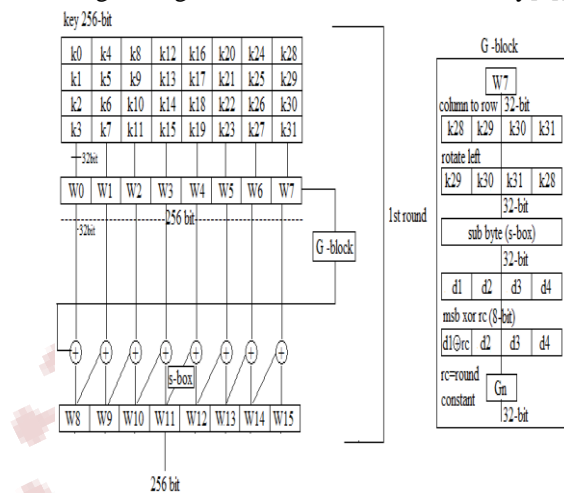 key 256-bit
k0 k4 k8 k12 k16 k20 k24 k28
k1 k5 k9 k13 k17 k21 k25 k29
k2 k6 k10 k14 k18 k22 k26 k30
k3 k7 k11 k15 k19 k23 k27 k31
32bit
W0 W1 W2 W3 W4 W5 W6 W7
256 bit
32bit
G-block
+ + + + + + + +
s-box
W8 W9 W10 W11 W12 W13 W14 W15
256 bit
1st round
G-block
W7
column to row 32-bit
k28 k29 k30 k31
rotate left
k29 k30 k31 k28
32-bit
sub byte (s-box)
32-bit
d1 d2 d3 d4
msb xor rc (8-bit)
d1⊕rc d2 d3 d4
rc=round
constant
Gn
32-bit